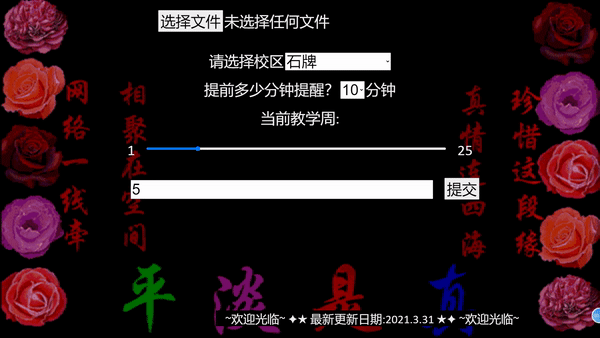 选择文件 未选择任何文件
请选择校区 石牌
提前多少分钟提醒? 10 分钟
当前教学周:
1 25
5 提交
网络一线牵
相聚在空间
真情连四海
珍惜这段缘
平淡是真
~欢迎光临~ ✦★ 最新更新日期:2021.3.31 ★✦ ~欢迎光临~